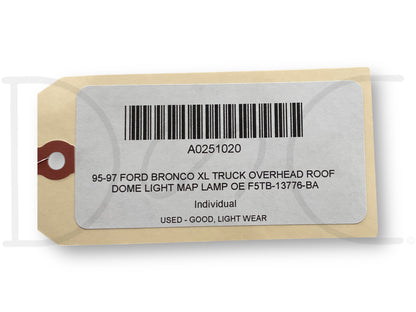 A0251020
95-97 FORD BRONCO XL TRUCK OVERHEAD ROOF
DOME LIGHT MAP LAMP OE F5TB-13776-BA
Individual
USED - GOOD, LIGHT WEAR